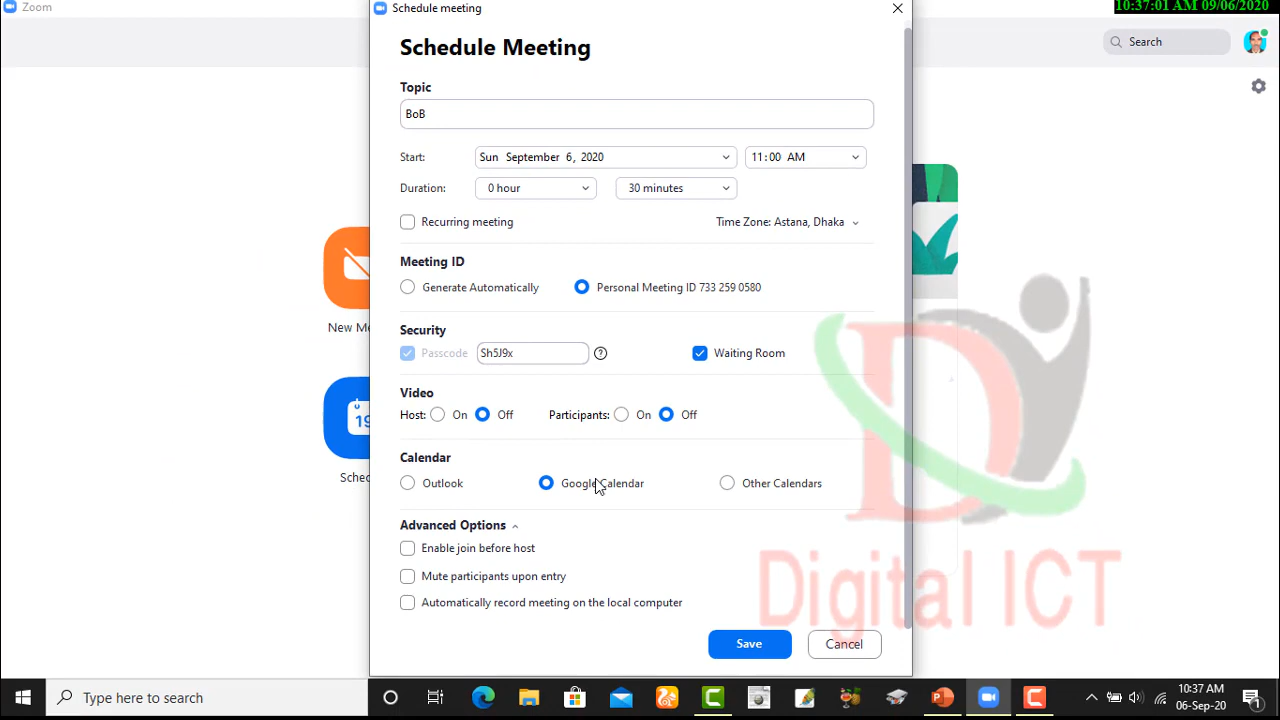 Zoom
Schedule meeting
10:37:01 AM 09/06/2020
Search
Schedule Meeting
Topic
BoB
Start: Sun September 6, 2020 11:00 AM
Duration: 0 hour 30 minutes
Recurring meeting Time Zone: Astana, Dhaka
Meeting ID
Generate Automatically Personal Meeting ID 733 259 0580
New Me
Security
Passcode Sh5J9x ? Waiting Room
Video
Host: On Off Participants: On Off
19
Calendar
Sched
Outlook Google Calendar Other Calendars
Advanced Options
Enable join before host
Mute participants upon entry
Automatically record meeting on the local computer
Digital ICT
Save Cancel
Type here to search
10:37 AM
06-Sep-20
1